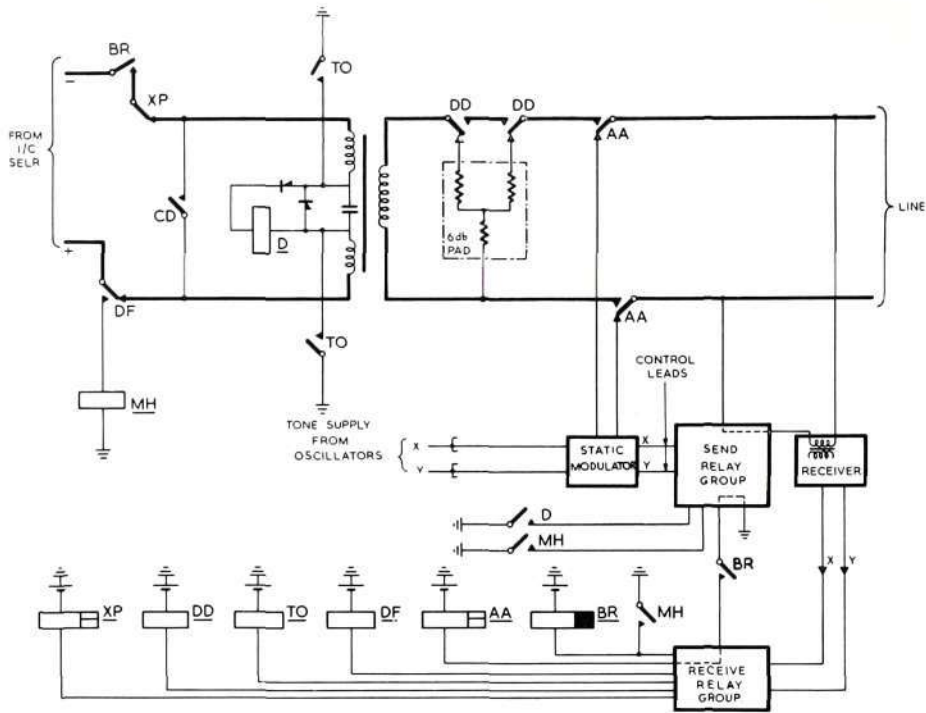 BR
TO
XP
DD
DD
AA
−
FROM
I/C
SELR
CD
D
6db
PAD
LINE
+
DF
AA
TO
MH
CONTROL
LEADS
TONE SUPPLY
FROM
OSCILLATORS
X
Y
STATIC
MODULATOR
X
Y
SEND
RELAY
GROUP
RECEIVER
D
MH
BR
X
Y
XP
DD
TO
DF
AA
BR
MH
RECEIVE
RELAY
GROUP